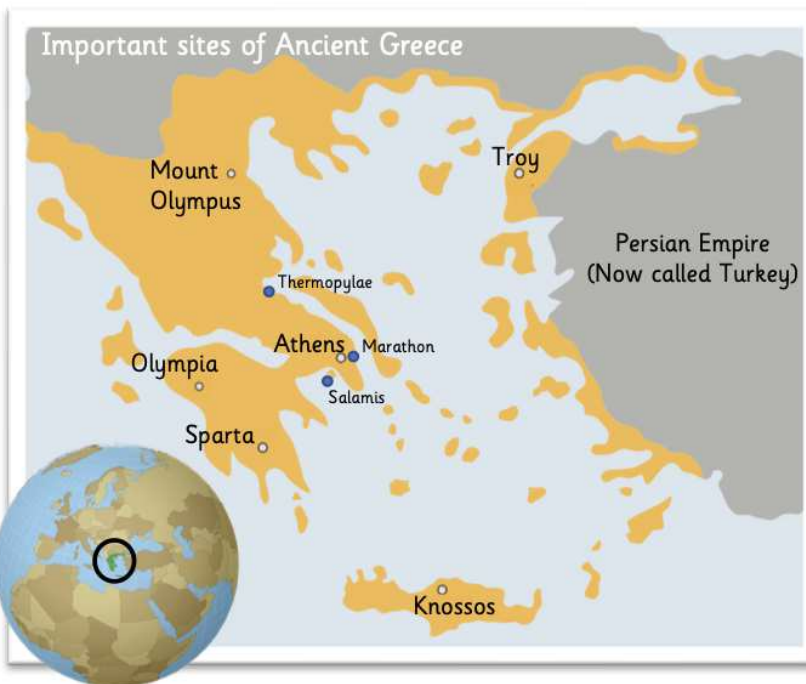 Important sites of Ancient Greece
Troy
Mount
Olympus
Persian Empire
(Now called Turkey)
Thermopylae
Athens
Marathon
Olympia
Salamis
Sparta
Knossos